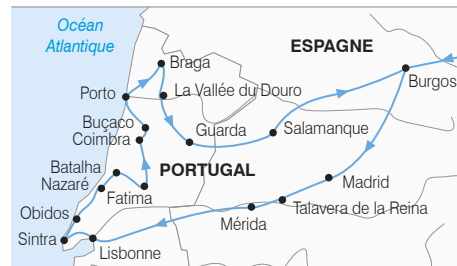 Océan
Atlantique
ESPAGNE
Braga
Burgos
Porto
La Vallée du Douro
Buçaco
Coimbra
Guarda
Salamanque
Batalha
PORTUGAL
Nazaré
Fatima
Madrid
Talavera de la Reina
Obidos
Mérida
Sintra
Lisbonne